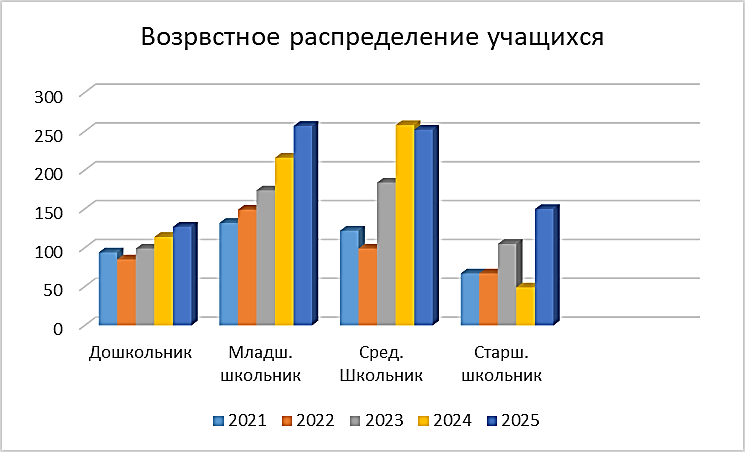 Возрвстное распределение учащихся
300
250
200
150
100
50
0
Дошкольник
Младш.
школьник
Сред.
Школьник
Старш.
школьник
2021 2022 2023 2024 2025